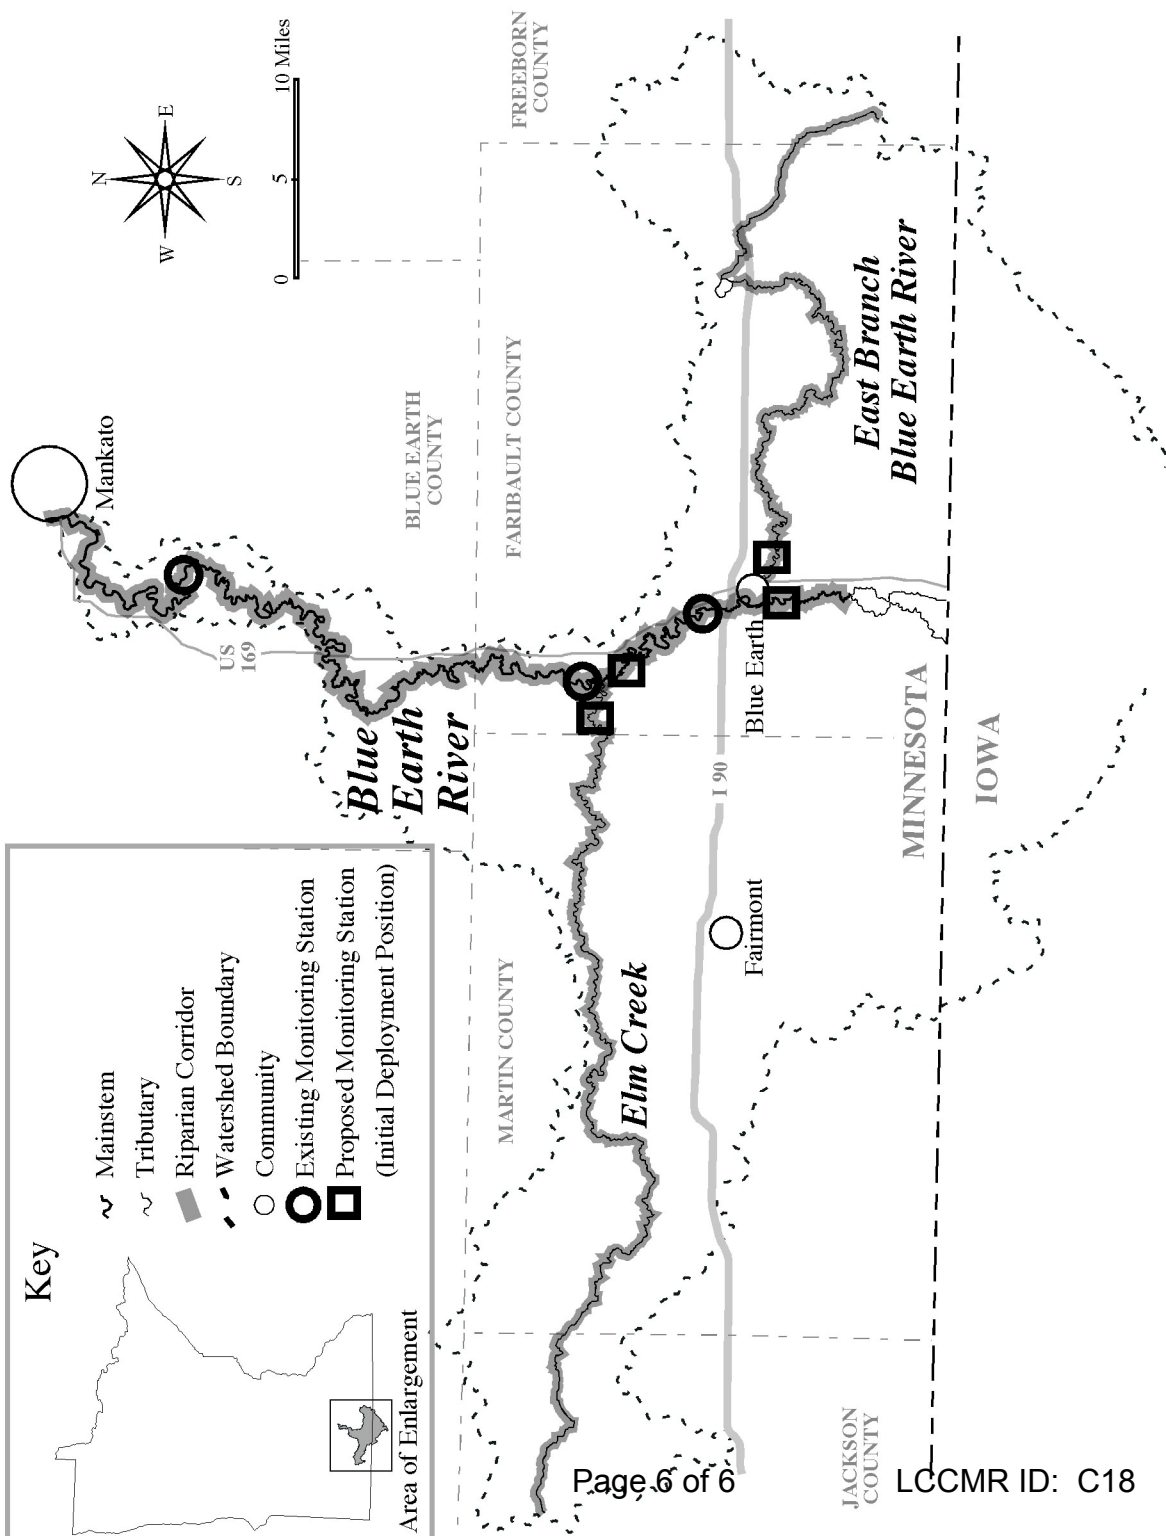 Key
Mainstem
Tributary
Riparian Corridor
Watershed Boundary
Community
Existing Monitoring Station
Proposed Monitoring Station
(Initial Deployment Position)
Area of Enlargement
N
W
E
S
0
5
10 Miles
Mankato
US
169
BLUE EARTH
COUNTY
FREEBORN
COUNTY
Blue
Earth
River
MARTIN COUNTY
FARIBAULT COUNTY
Elm Creek
I 90
Blue Earth
Fairmont
East Branch
Blue Earth River
JACKSON
COUNTY
MINNESOTA
IOWA
Page 6 of 6
LCCMR ID: C18